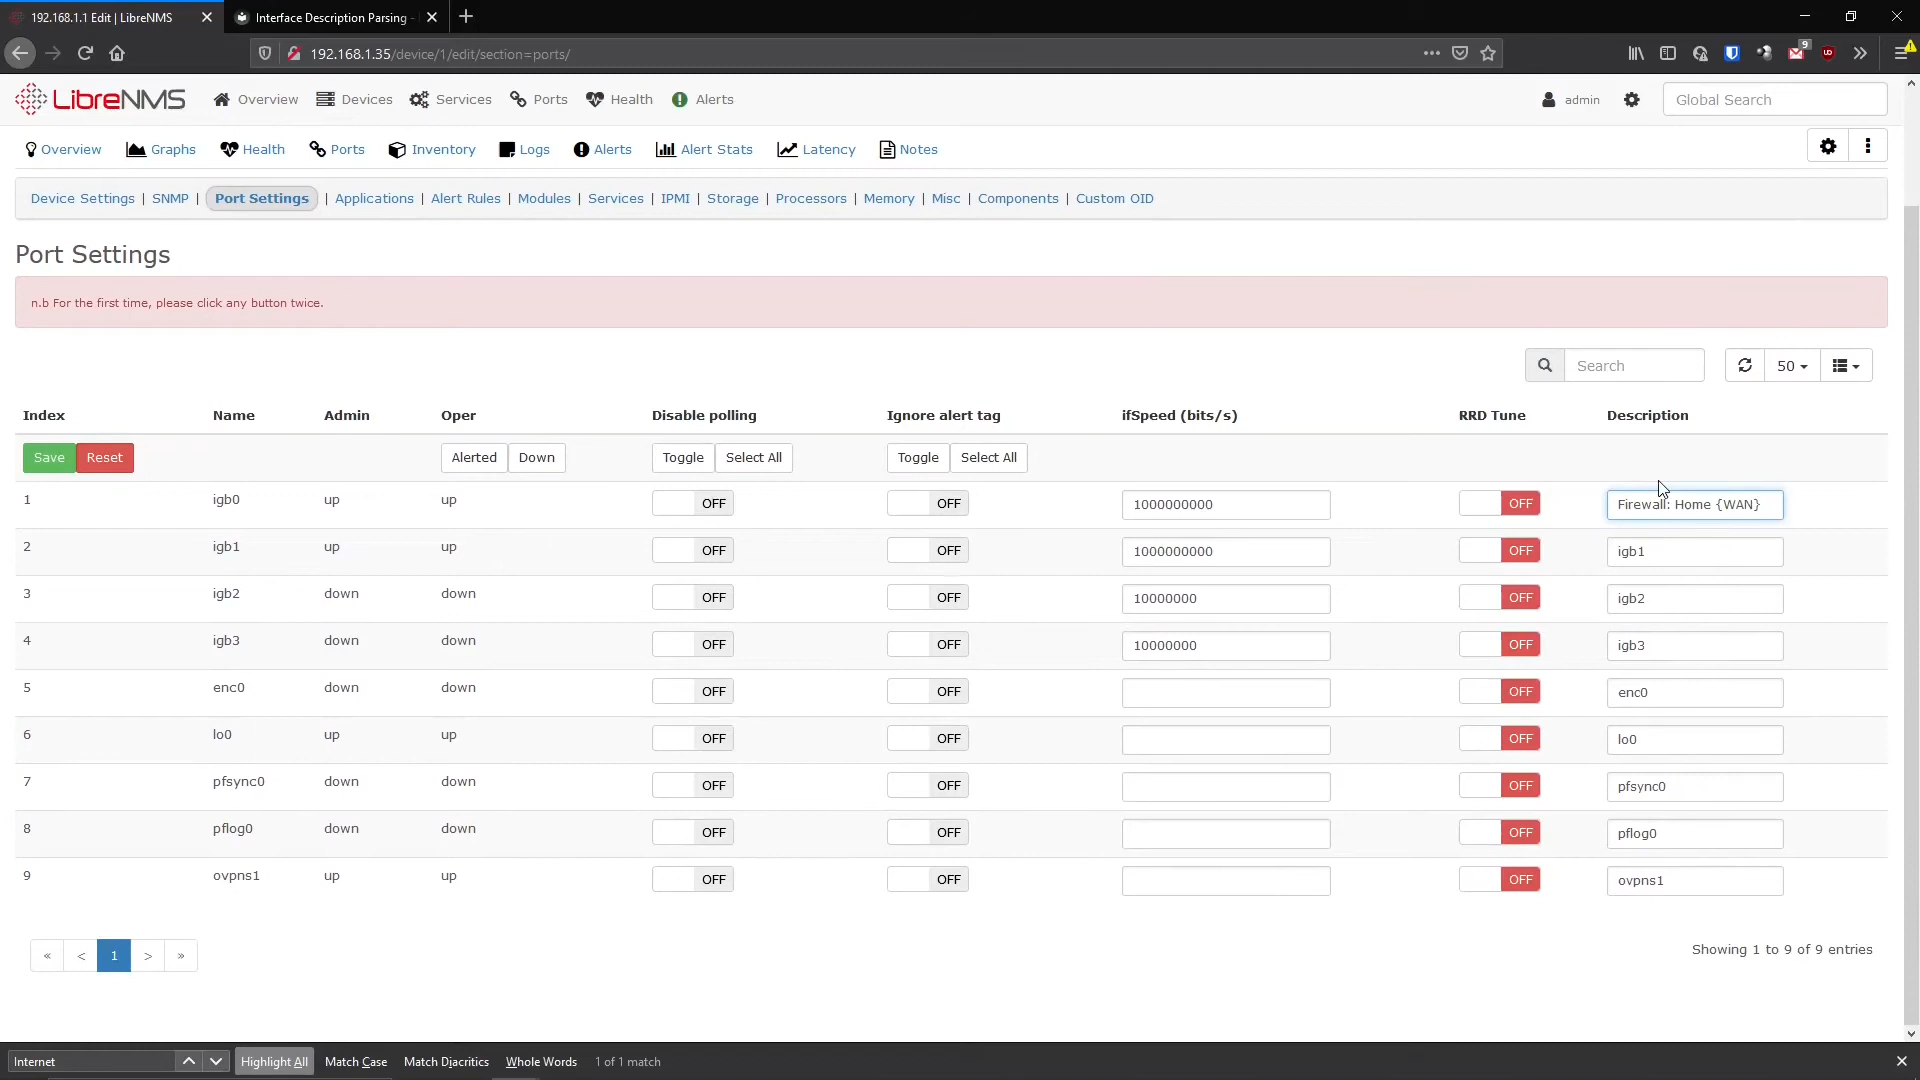 192.168.1.1 Edit | LibreNMS
Interface Description Parsing -
192.168.1.35/device/1/edit/section=ports/
9
LibreNMS
Overview
Devices
Services
Ports
Health
Alerts
admin
Global Search
Overview
Graphs
Health
Ports
Inventory
Logs
Alerts
Alert Stats
Latency
Notes
Device Settings | SNMP | Port Settings | Applications | Alert Rules | Modules | Services | IPMI | Storage | Processors | Memory | Misc | Components | Custom OID
Port Settings
n.b For the first time, please click any button twice.
Search
50
Index Name Admin Oper Disable polling Ignore alert tag ifSpeed (bits/s) RRD Tune Description
Save Reset Alerted Down Toggle Select All Toggle Select All
1 igb0 up up OFF OFF 1000000000 OFF Firewall: Home {WAN}
2 igb1 up up OFF OFF 1000000000 OFF igb1
3 igb2 down down OFF OFF 10000000 OFF igb2
4 igb3 down down OFF OFF 10000000 OFF igb3
5 enc0 down down OFF OFF OFF enc0
6 lo0 up up OFF OFF OFF lo0
7 pfsync0 down down OFF OFF OFF pfsync0
8 pflog0 down down OFF OFF OFF pflog0
9 ovpns1 up up OFF OFF OFF ovpns1
« < 1 > »
Showing 1 to 9 of 9 entries
Internet Highlight All Match Case Match Diacritics Whole Words 1 of 1 match